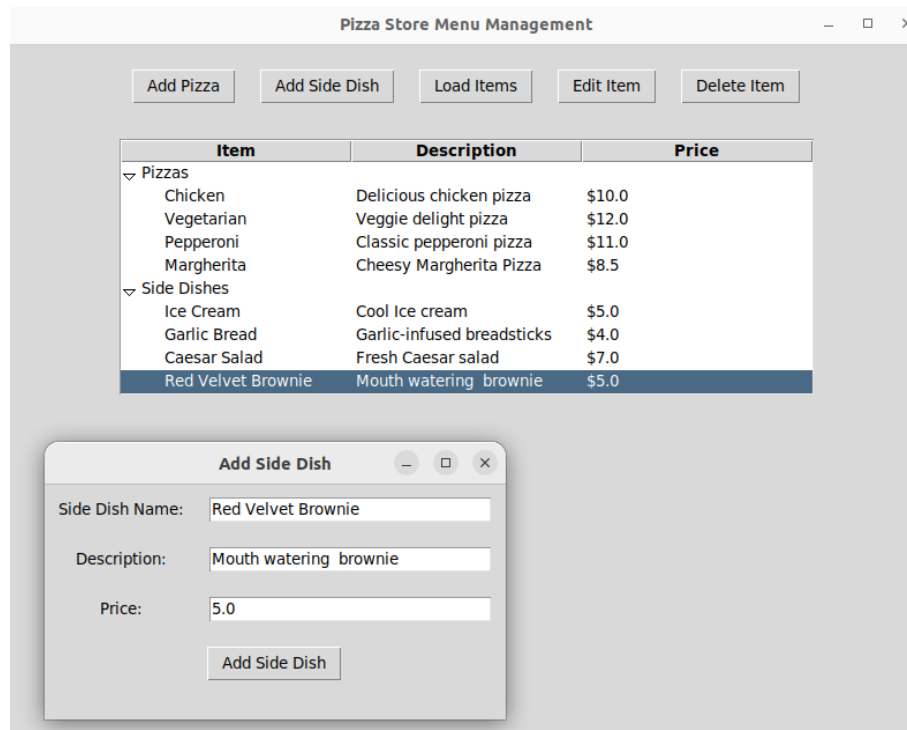 Pizza Store Menu Management
Add Pizza Add Side Dish Load Items Edit Item Delete Item
Item Description Price
Pizzas
Chicken Delicious chicken pizza $10.0
Vegetarian Veggie delight pizza $12.0
Pepperoni Classic pepperoni pizza $11.0
Margherita Cheesy Margherita Pizza $8.5
Side Dishes
Ice Cream Cool Ice cream $5.0
Garlic Bread Garlic-infused breadsticks $4.0
Caesar Salad Fresh Caesar salad $7.0
Red Velvet Brownie Mouth watering  brownie $5.0
Add Side Dish
Side Dish Name: Red Velvet Brownie
Description: Mouth watering  brownie
Price: 5.0
Add Side Dish